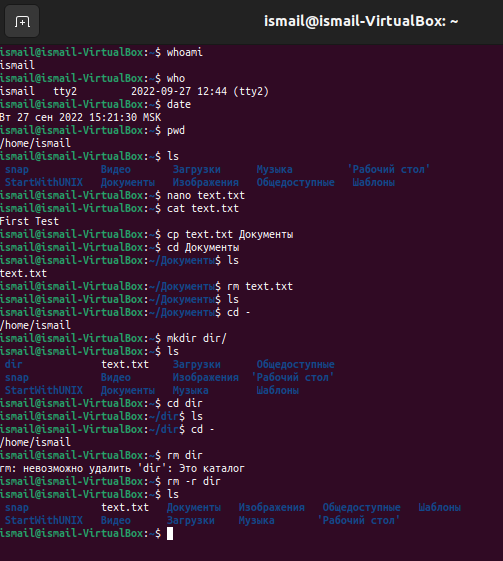 ismail@ismail-VirtualBox: ~
ismail@ismail-VirtualBox:~$ whoami
ismail
ismail@ismail-VirtualBox:~$ who
ismail   tty2         2022-09-27 12:44 (tty2)
ismail@ismail-VirtualBox:~$ date
Вт 27 сен 2022 15:21:30 MSK
ismail@ismail-VirtualBox:~$ pwd
/home/ismail
ismail@ismail-VirtualBox:~$ ls
snap            Видео       Загрузки      Музыка         'Рабочий стол'
StartWithUNIX   Документы   Изображения   Общедоступные   Шаблоны
ismail@ismail-VirtualBox:~$ nano text.txt
ismail@ismail-VirtualBox:~$ cat text.txt
First Test
ismail@ismail-VirtualBox:~$ cp text.txt Документы
ismail@ismail-VirtualBox:~$ cd Документы
ismail@ismail-VirtualBox:~/Документы$ ls
text.txt
ismail@ismail-VirtualBox:~/Документы$ rm text.txt
ismail@ismail-VirtualBox:~/Документы$ ls
ismail@ismail-VirtualBox:~/Документы$ cd -
/home/ismail
ismail@ismail-VirtualBox:~$ mkdir dir/
ismail@ismail-VirtualBox:~$ ls
dir             text.txt    Загрузки      Общедоступные
snap            Видео       Изображения  'Рабочий стол'
StartWithUNIX   Документы   Музыка        Шаблоны
ismail@ismail-VirtualBox:~$ cd dir
ismail@ismail-VirtualBox:~/dir$ ls
ismail@ismail-VirtualBox:~/dir$ cd -
/home/ismail
ismail@ismail-VirtualBox:~$ rm dir
rm: невозможно удалить 'dir': Это каталог
ismail@ismail-VirtualBox:~$ rm -r dir
ismail@ismail-VirtualBox:~$ ls
snap            text.txt   Документы   Изображения   Общедоступные   Шаблоны
StartWithUNIX   Видео      Загрузки    Музыка       'Рабочий стол'
ismail@ismail-VirtualBox:~$